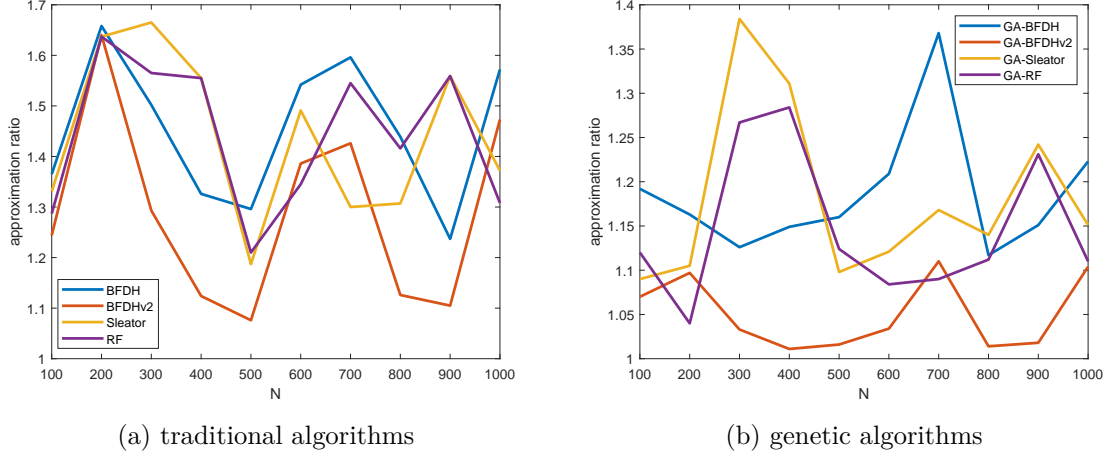 1.7
1.6
1.5
1.4
1.3
1.2
1.1
1
approximation ratio
BFDH
BFDHv2
Sleator
RF
100 200 300 400 500 600 700 800 900 1000
N
(a) traditional algorithms
1.4
1.35
1.3
1.25
1.2
1.15
1.1
1.05
1
approximation ratio
GA-BFDH
GA-BFDHv2
GA-Sleator
GA-RF
100 200 300 400 500 600 700 800 900 1000
N
(b) genetic algorithms